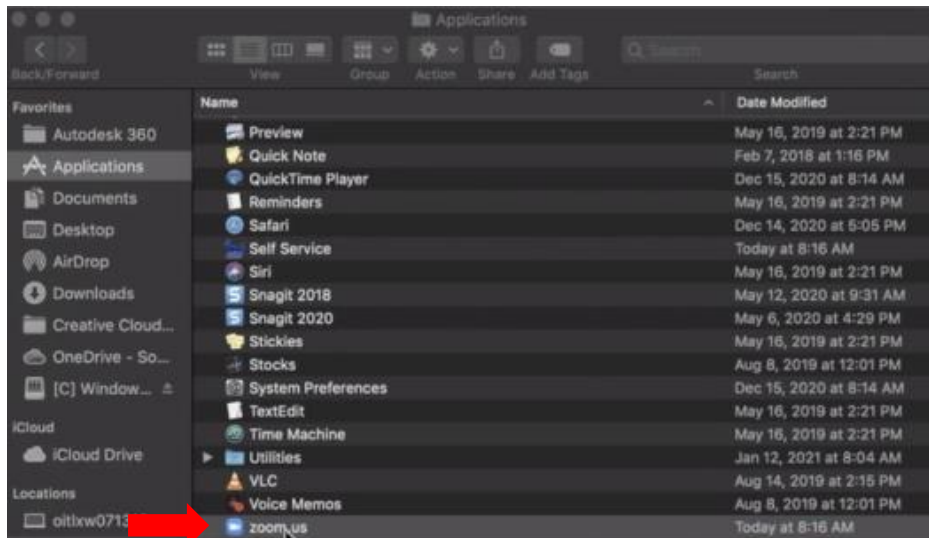 Applications
Back/Forward View Group Action Share Add Tags Search
Search
Favorites
Autodesk 360
Applications
Documents
Desktop
AirDrop
Downloads
Creative Cloud...
OneDrive - So...
[C] Window...
iCloud
iCloud Drive
Locations
Name Date Modified
Preview May 16, 2019 at 2:21 PM
Quick Note Feb 7, 2018 at 1:16 PM
QuickTime Player Dec 15, 2020 at 8:14 AM
Reminders May 16, 2019 at 2:21 PM
Safari Dec 14, 2020 at 5:05 PM
Self Service Today at 8:16 AM
Siri May 16, 2019 at 2:21 PM
Snagit 2018 May 12, 2020 at 9:31 AM
Snagit 2020 May 6, 2020 at 4:29 PM
Stickies May 16, 2019 at 2:21 PM
Stocks Aug 8, 2019 at 12:01 PM
System Preferences Dec 15, 2020 at 8:14 AM
TextEdit May 16, 2019 at 2:21 PM
Time Machine May 16, 2019 at 2:21 PM
Utilities Jan 12, 2021 at 8:04 AM
VLC Aug 14, 2019 at 2:15 PM
Voice Memos Aug 8, 2019 at 12:01 PM
zoom.us Today at 8:16 AM